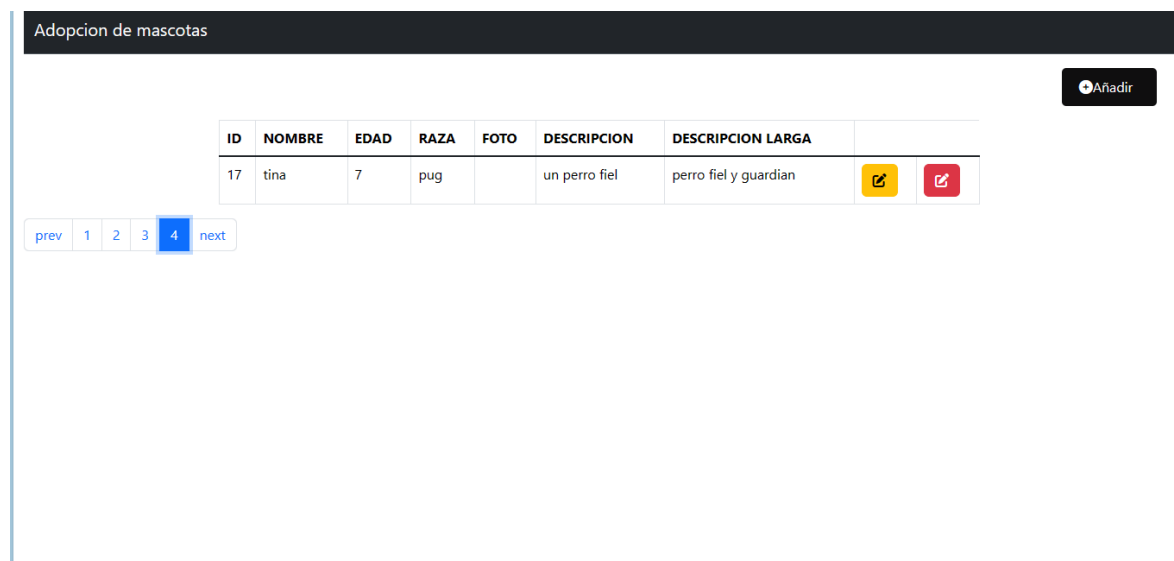 Adopcion de mascotas
Añadir
ID NOMBRE EDAD RAZA FOTO DESCRIPCION DESCRIPCION LARGA
17 tina 7 pug un perro fiel perro fiel y guardian
prev 1 2 3 4 next